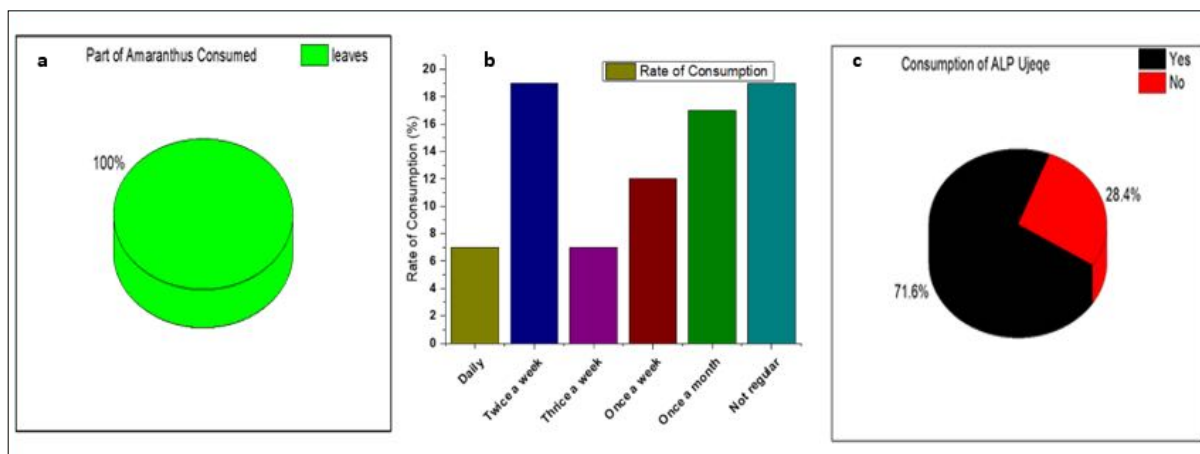 a
Part of Amaranthus Consumed
leaves
100%
b
Rate of Consumption
Rate of Consumption (%)
20
18
16
14
12
10
8
6
4
2
0
Daily
Twice a week
Thrice a week
Once a week
Once a month
Not regular
c
Consumption of ALP Ujeqe
Yes
No
28.4%
71.6%